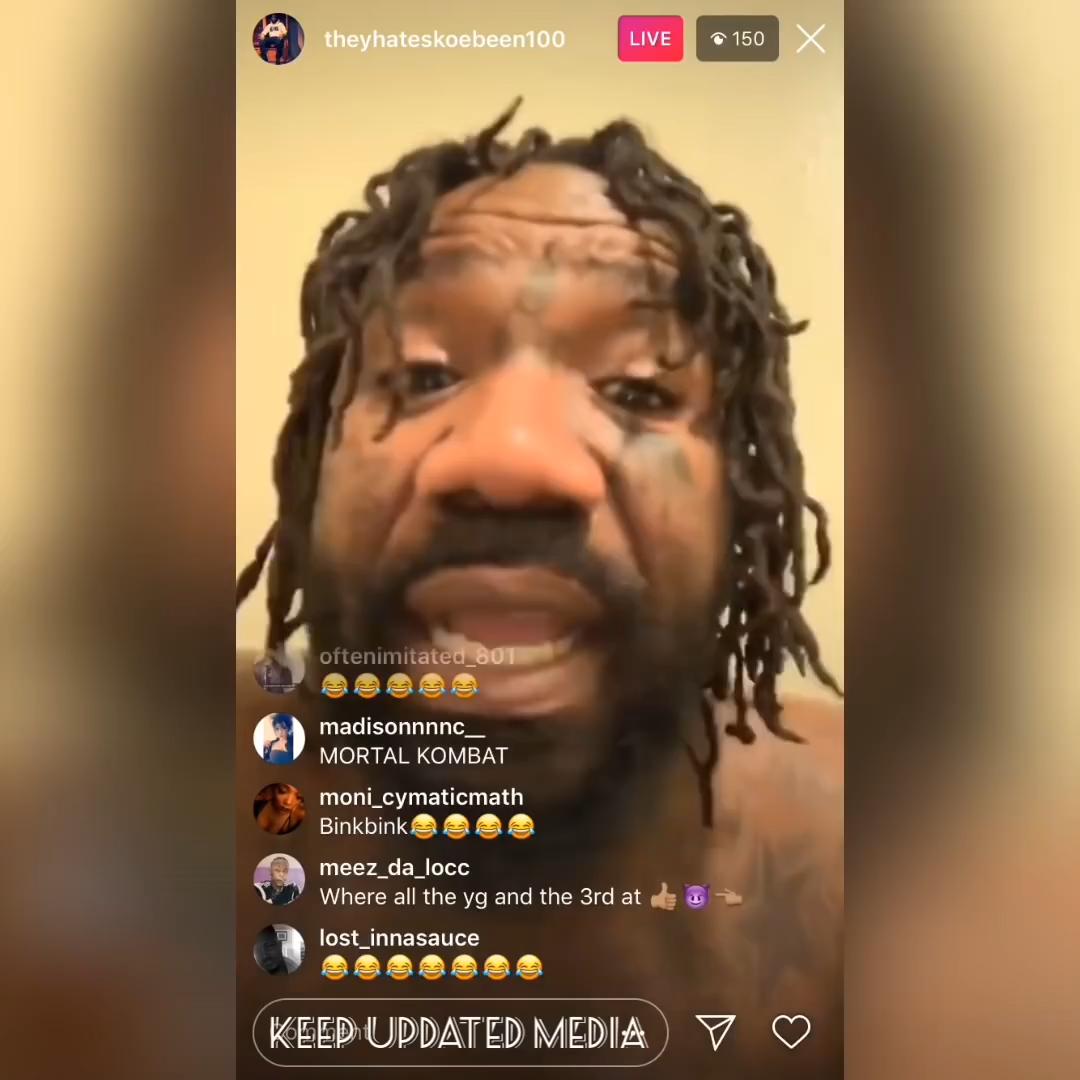 theyhateskoebeen100
LIVE
150
oftenimitated_801
😂😂😂😂😂
madisonnnnc__
MORTAL KOMBAT
moni_cymaticmath
Binkbink😂😂😂😂
meez_da_locc
Where all the yg and the 3rd at 👍🏽😈👈🏽
lost_innasauce
😂😂😂😂😂😂😂
Comment
KEEP UPDATED MEDIA